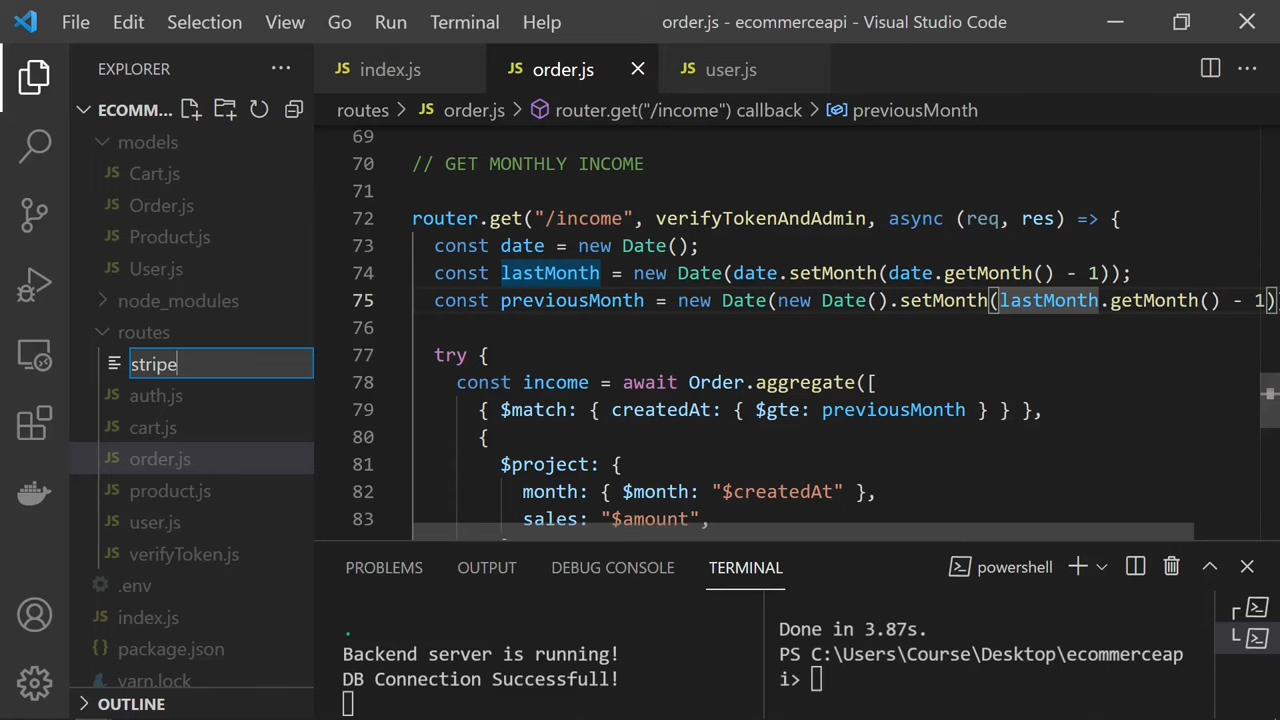 File Edit Selection View Go Run Terminal Help order.js - ecommerceapi - Visual Studio Code
EXPLORER
ECOMM...
models
JS Cart.js
JS Order.js
JS Product.js
JS User.js
node_modules
routes
stripe
JS auth.js
JS cart.js
JS order.js
JS product.js
JS user.js
JS verifyToken.js
.env
JS index.js
{} package.json
yarn.lock
OUTLINE
JS index.js JS order.js JS user.js
routes > JS order.js > router.get("/income") callback > previousMonth
69
70 // GET MONTHLY INCOME
71
72 router.get("/income", verifyTokenAndAdmin, async (req, res) => {
73 const date = new Date();
74 const lastMonth = new Date(date.setMonth(date.getMonth() - 1));
75 const previousMonth = new Date(new Date().setMonth(lastMonth.getMonth() - 1)
76
77 try {
78 const income = await Order.aggregate([
79 { $match: { createdAt: { $gte: previousMonth } } },
80 {
81 $project: {
82 month: { $month: "$createdAt" },
83 sales: "$amount",
PROBLEMS OUTPUT DEBUG CONSOLE TERMINAL powershell
.
Backend server is running!
DB Connection Successfull!
Done in 3.87s.
PS C:\Users\Course\Desktop\ecommerceap
i>